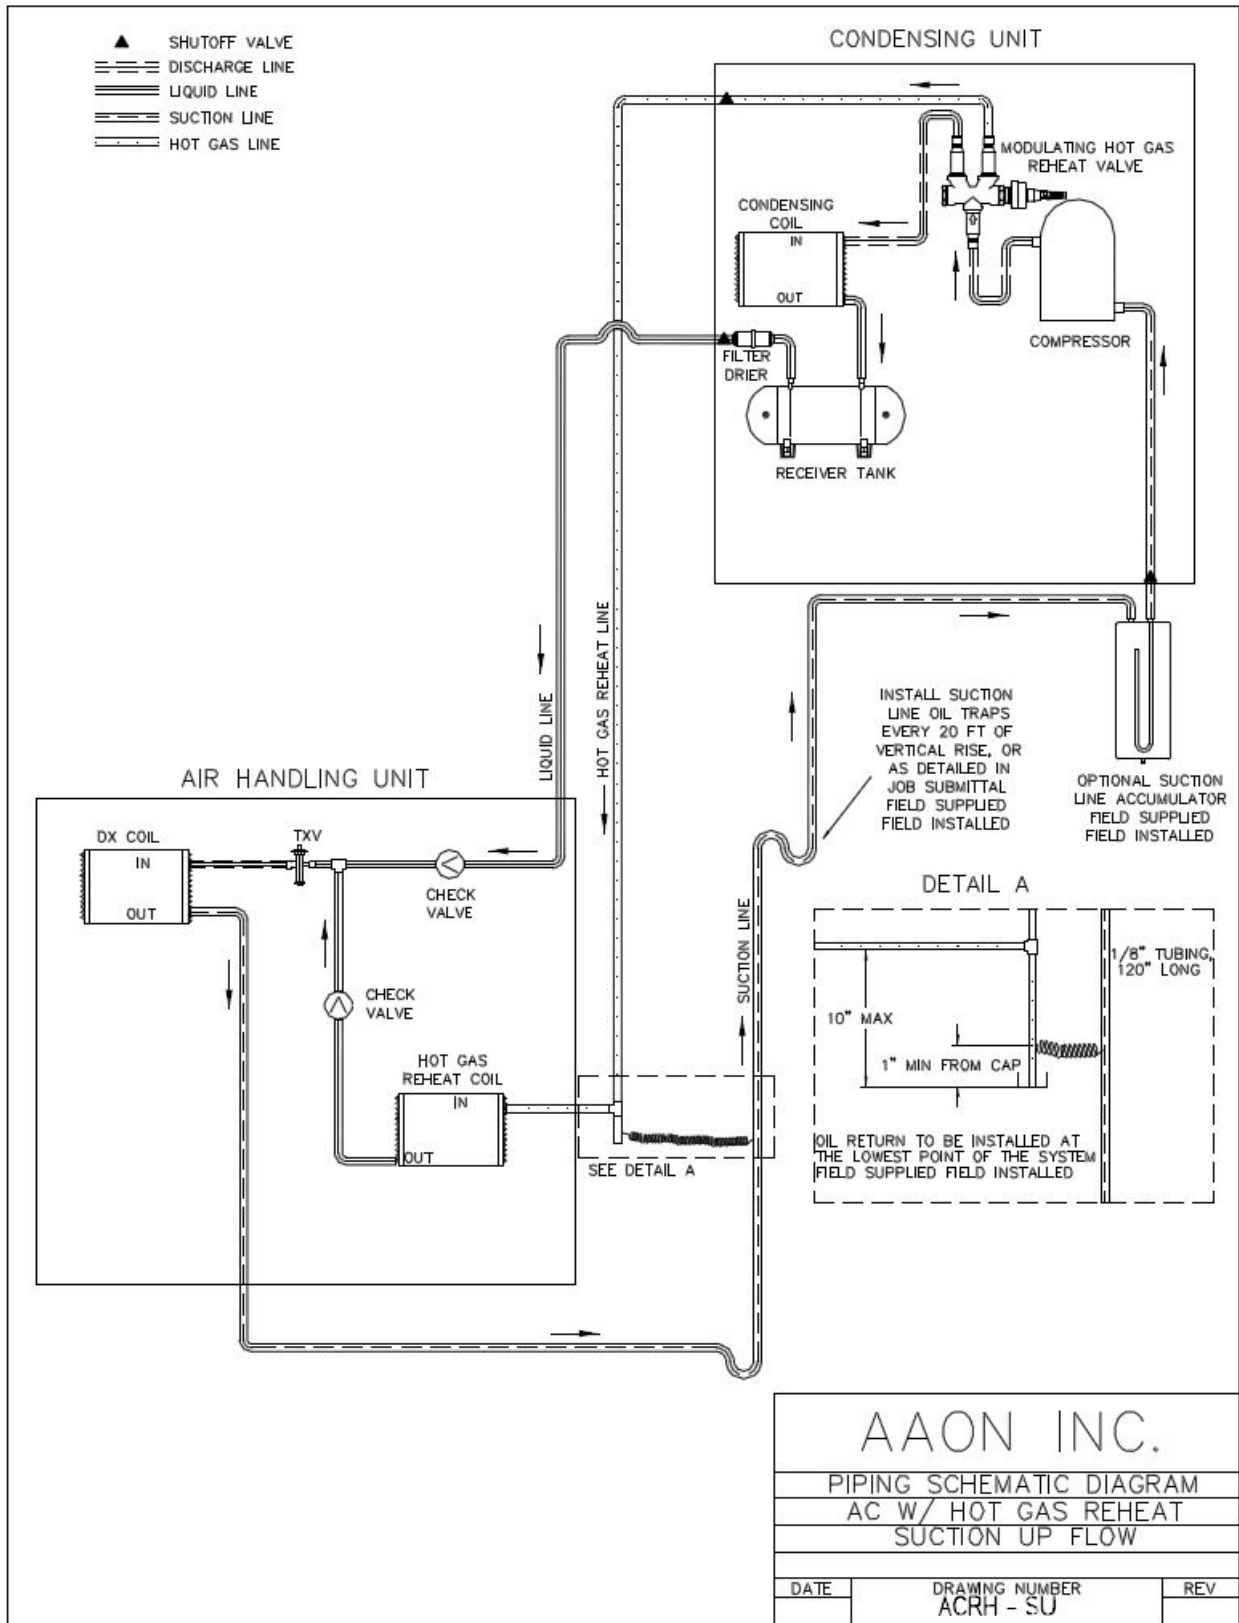 SHUTOFF VALVE
DISCHARGE LINE
LIQUID LINE
SUCTION LINE
HOT GAS LINE
CONDENSING UNIT
MODULATING HOT GAS
REHEAT VALVE
CONDENSING
COIL
IN
OUT
COMPRESSOR
FILTER
DRIER
RECEIVER TANK
LIQUID LINE
HOT GAS REHEAT LINE
INSTALL SUCTION
LINE OIL TRAPS
EVERY 20 FT OF
VERTICAL RISE, OR
AS DETAILED IN
JOB SUBMITTAL
FIELD SUPPLIED
FIELD INSTALLED
OPTIONAL SUCTION
LINE ACCUMULATOR
FIELD SUPPLIED
FIELD INSTALLED
AIR HANDLING UNIT
DX COIL
IN
OUT
TXV
CHECK
VALVE
CHECK
VALVE
HOT GAS
REHEAT COIL
IN
OUT
SUCTION LINE
SEE DETAIL A
DETAIL A
1/8" TUBING,
120" LONG
10" MAX
1" MIN FROM CAP
OIL RETURN TO BE INSTALLED AT
THE LOWEST POINT OF THE SYSTEM
FIELD SUPPLIED FIELD INSTALLED
AAON INC.
PIPING SCHEMATIC DIAGRAM
AC W/ HOT GAS REHEAT
SUCTION UP FLOW
DATE
DRAWING NUMBER
ACRH - SU
REV